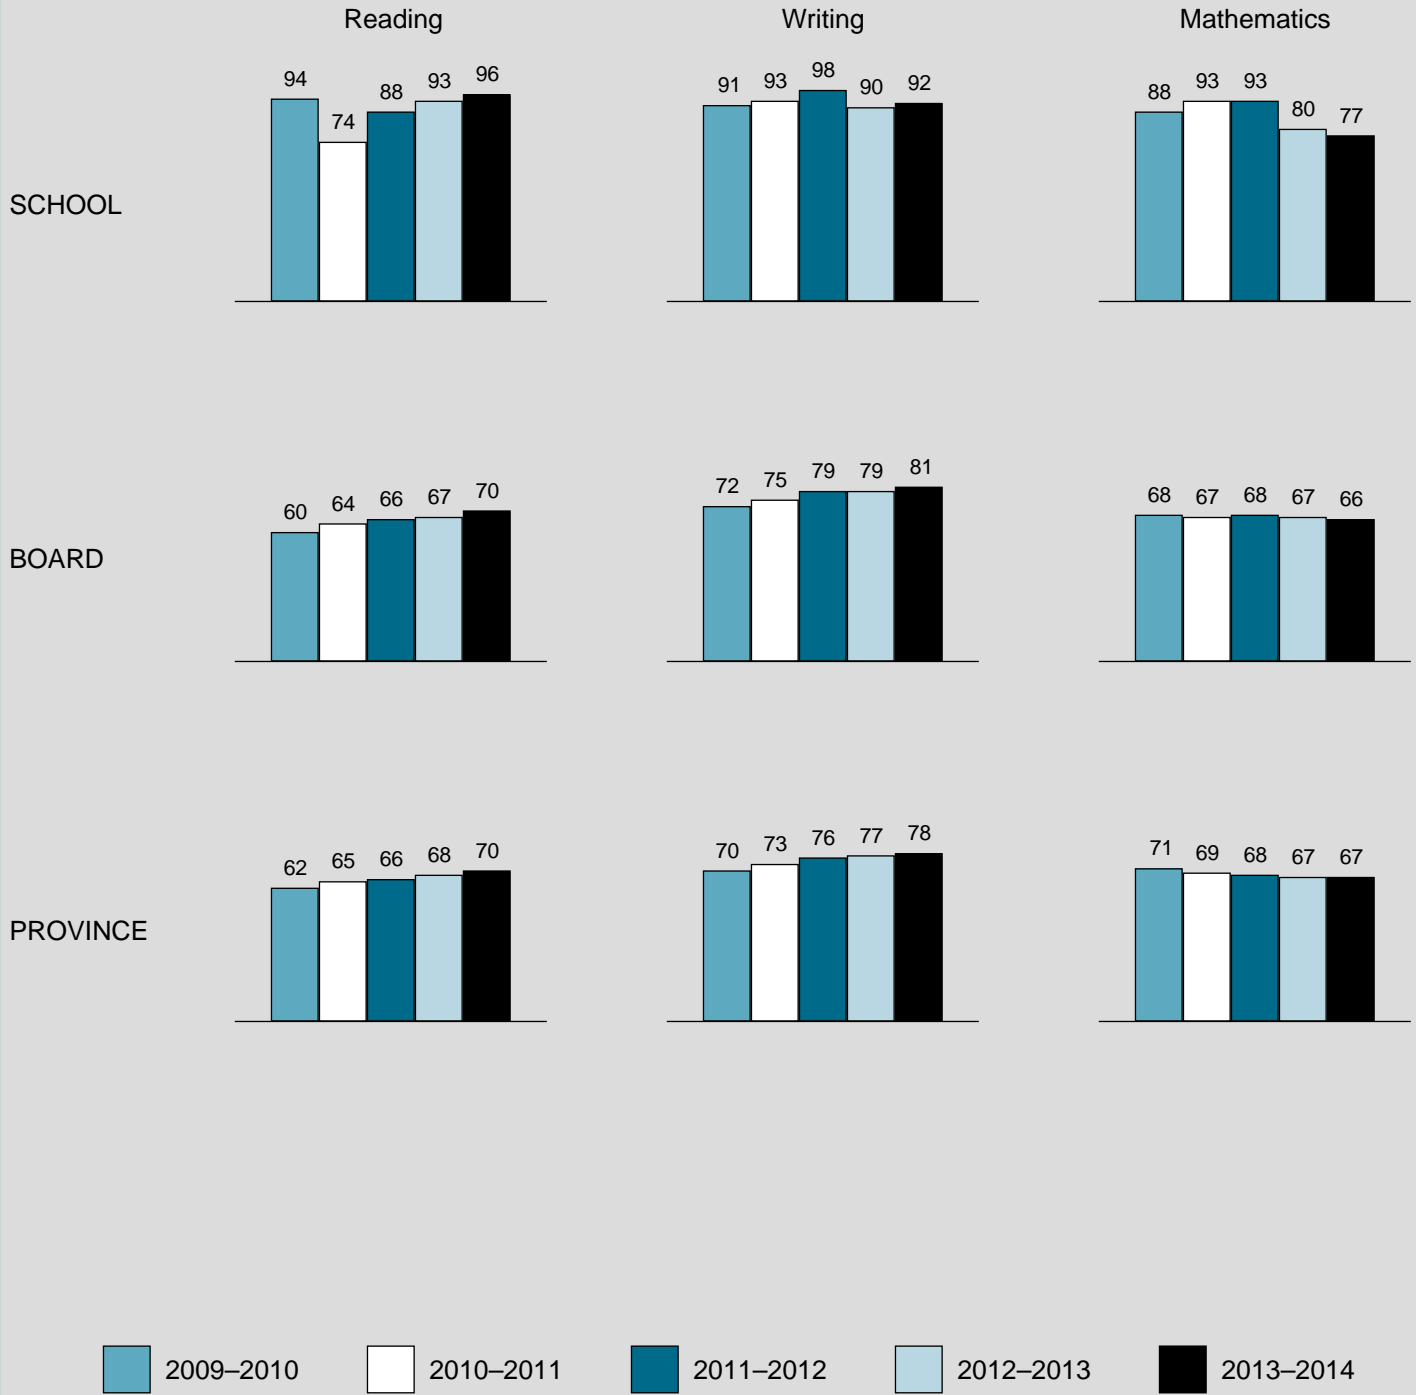 Reading Writing Mathematics
94 74 88 93 96 91 93 98 90 92 88 93 93 80 77
SCHOOL
60 64 66 67 70 72 75 79 79 81 68 67 68 67 66
BOARD
62 65 66 68 70 70 73 76 77 78 71 69 68 67 67
PROVINCE
2009–2010 2010–2011 2011–2012 2012–2013 2013–2014